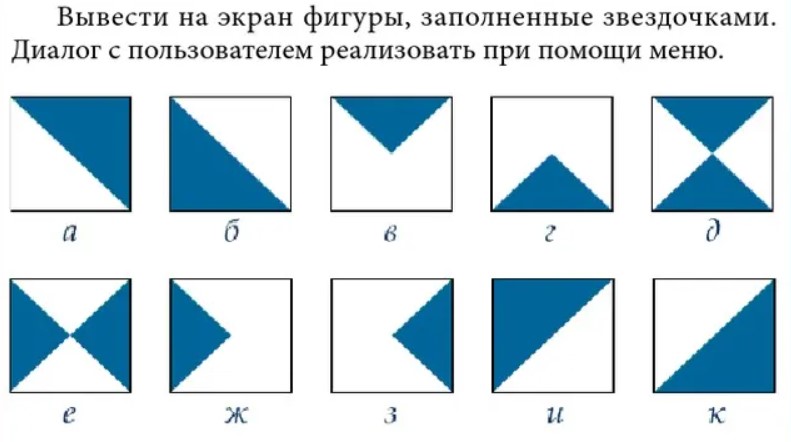 Вывести на экран фигуры, заполненные звездочками.
Диалог с пользователем реализовать при помощи меню.
а б в г д
е ж з и к